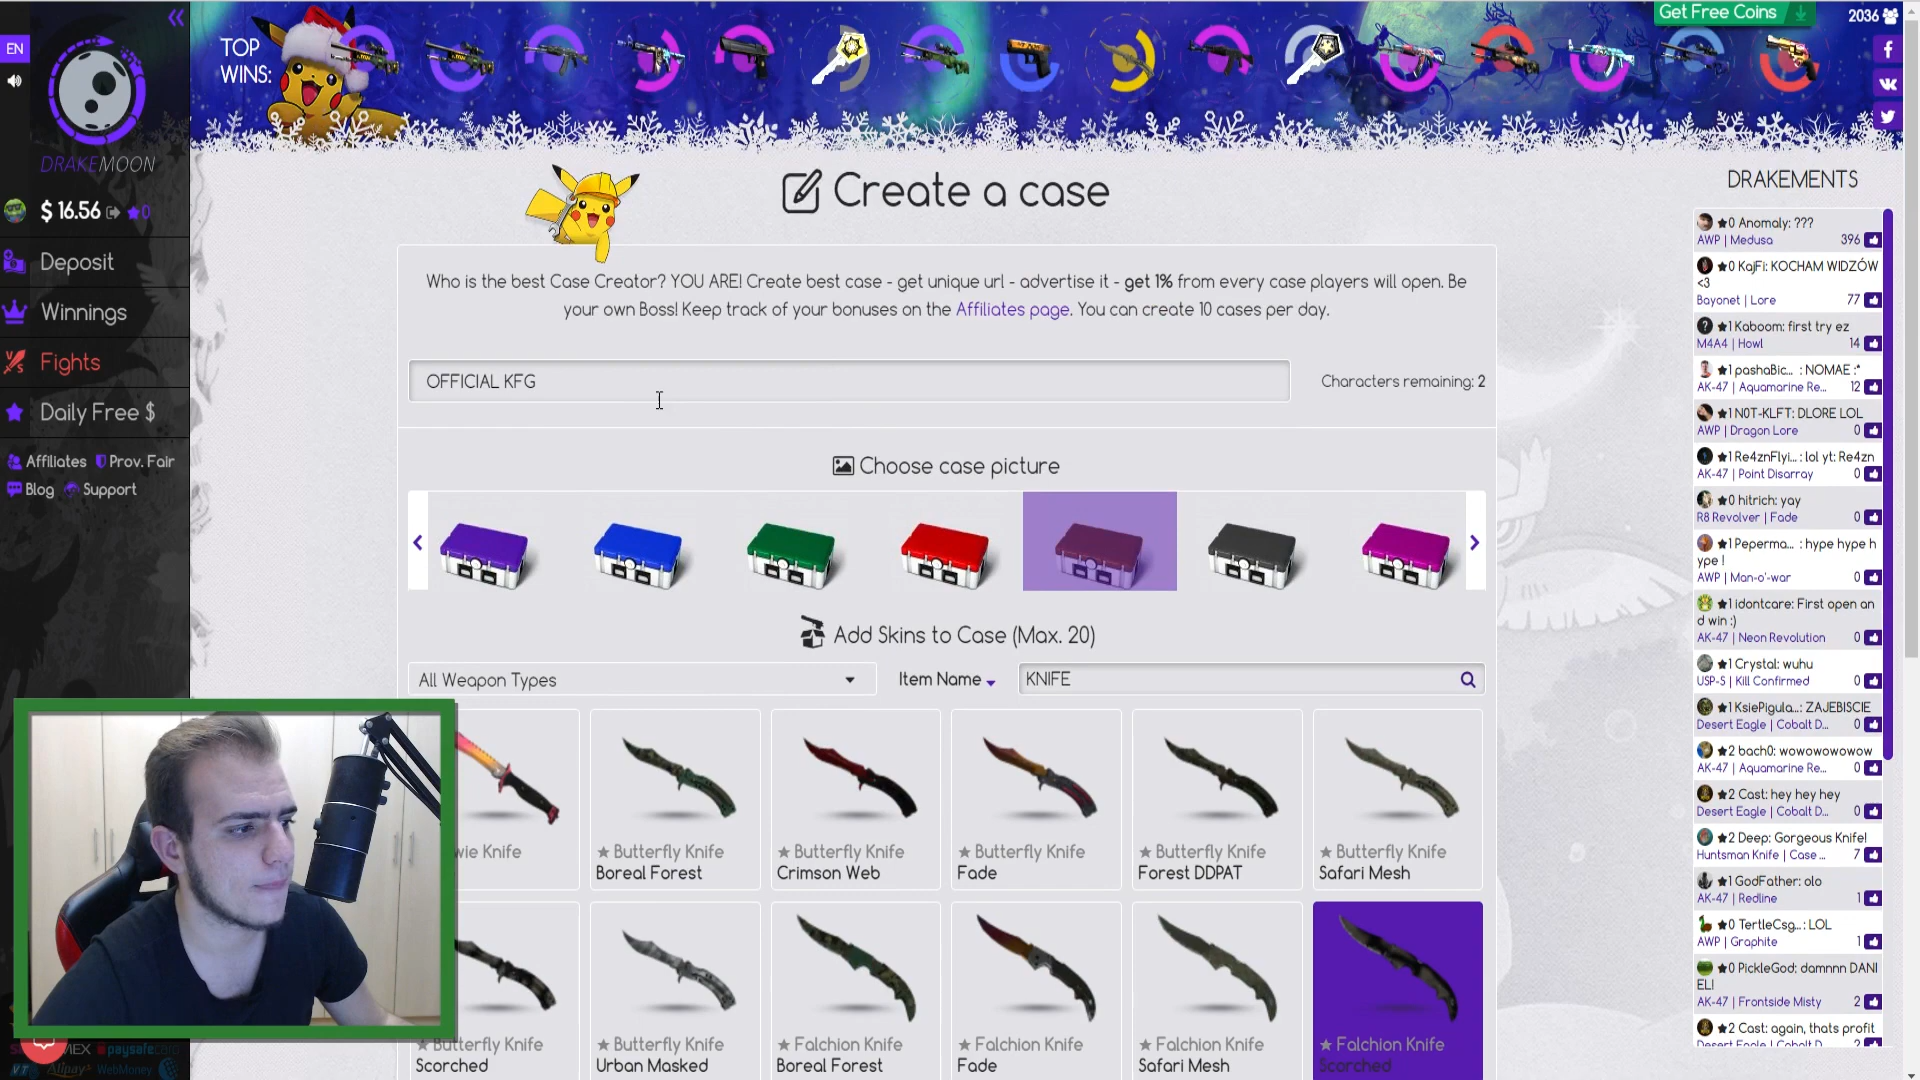 EN
DRAKEMOON
$ 16.56
0
Deposit
Winnings
Fights
Daily Free $
Affiliates Prov. Fair
Blog Support
TOP
WINS:
Get Free Coins
2036
Create a case
Who is the best Case Creator? YOU ARE! Create best case - get unique url - advertise it - get 1% from every case players will open. Be
your own Boss! Keep track of your bonuses on the Affiliates page. You can create 10 cases per day.
OFFICIAL KFG
Characters remaining: 2
Choose case picture
Add Skins to Case (Max. 20)
All Weapon Types
Item Name
KNIFE
Knife
★ Butterfly Knife
Boreal Forest
★ Butterfly Knife
Crimson Web
★ Butterfly Knife
Fade
★ Butterfly Knife
Forest DDPAT
★ Butterfly Knife
Safari Mesh
★ Butterfly Knife
Scorched
★ Butterfly Knife
Urban Masked
★ Falchion Knife
Boreal Forest
★ Falchion Knife
Fade
★ Falchion Knife
Safari Mesh
★ Falchion Knife
Scorched
DRAKEMENTS
★0 Anomaly: ???
AWP | Medusa 396
★0 KajFi: KOCHAM WIDZÓW
<3
Bayonet | Lore 77
★1 Kaboom: first try ez
M4A4 | Howl 14
★1 pashaBic... : NOMAE :*
AK-47 | Aquamarine Re... 12
★1 N0T-KLFT: DLORE LOL
AWP | Dragon Lore 0
★1 Re4znFlyi... : lol yt: Re4zn
AK-47 | Point Disarray 0
★0 hitrich: yay
R8 Revolver | Fade 0
★1 Peperma... : hype hype h
ype !
AWP | Man-o'-war 0
★1 idontcare: First open an
d win :)
AK-47 | Neon Revolution 0
★1 Crystal: wuhu
USP-S | Kill Confirmed 0
★1 KsiePigula...: ZAJEBISCIE
Desert Eagle | Cobalt D... 0
★2 bach0: wowowowowow
AK-47 | Aquamarine Re... 0
★2 Cast: hey hey hey
Desert Eagle | Cobalt D... 0
★2 Deep: Gorgeous Knife!
Huntsman Knife | Case ... 7
★1 GodFather: olo
AK-47 | Redline 1
★0 TertleCsg...: LOL
AWP | Graphite 1
★0 PickleGod: damnnn DANI
EL!
AK-47 | Frontside Misty 2
★2 Cast: again, thats profit
Desert Eagle | Cobalt D... 2
paysafecard
Alipay WebMoney